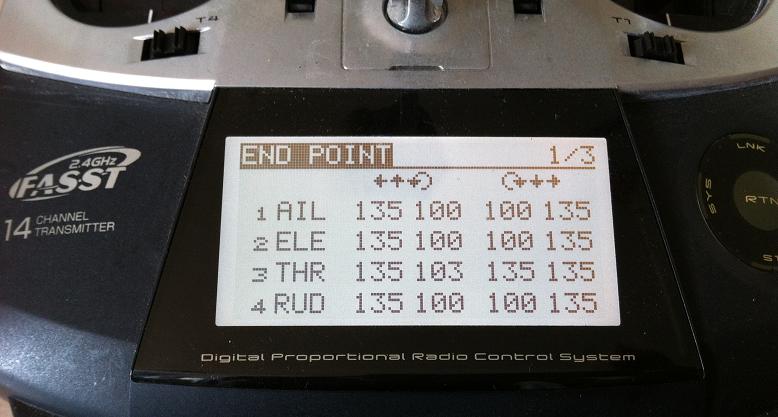 T4
T1
2.4GHz
FASST
14 CHANNEL
TRANSMITTER
END POINT 1/3
1 AIL 135 100 100 135
2 ELE 135 100 100 135
3 THR 135 103 135 135
4 RUD 135 100 100 135
LNK
SYS
RTN
Digital Proportional Radio Control System